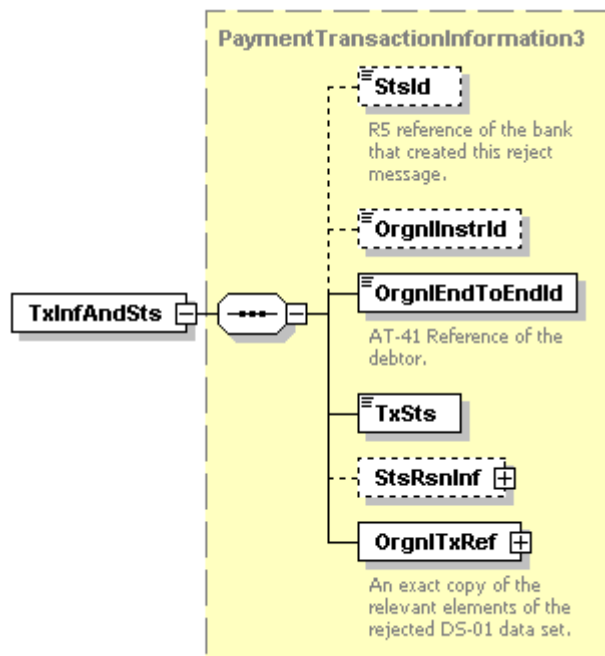 PaymentTransactionInformation3
StsId
R5 reference of the bank
that created this reject
message.
OrgnlInstrId
TxInfAndSts
OrgnlEndToEndId
AT-41 Reference of the
debtor.
TxSts
StsRsnInf
OrgnlTxRef
An exact copy of the
relevant elements of the
rejected DS-01 data set.